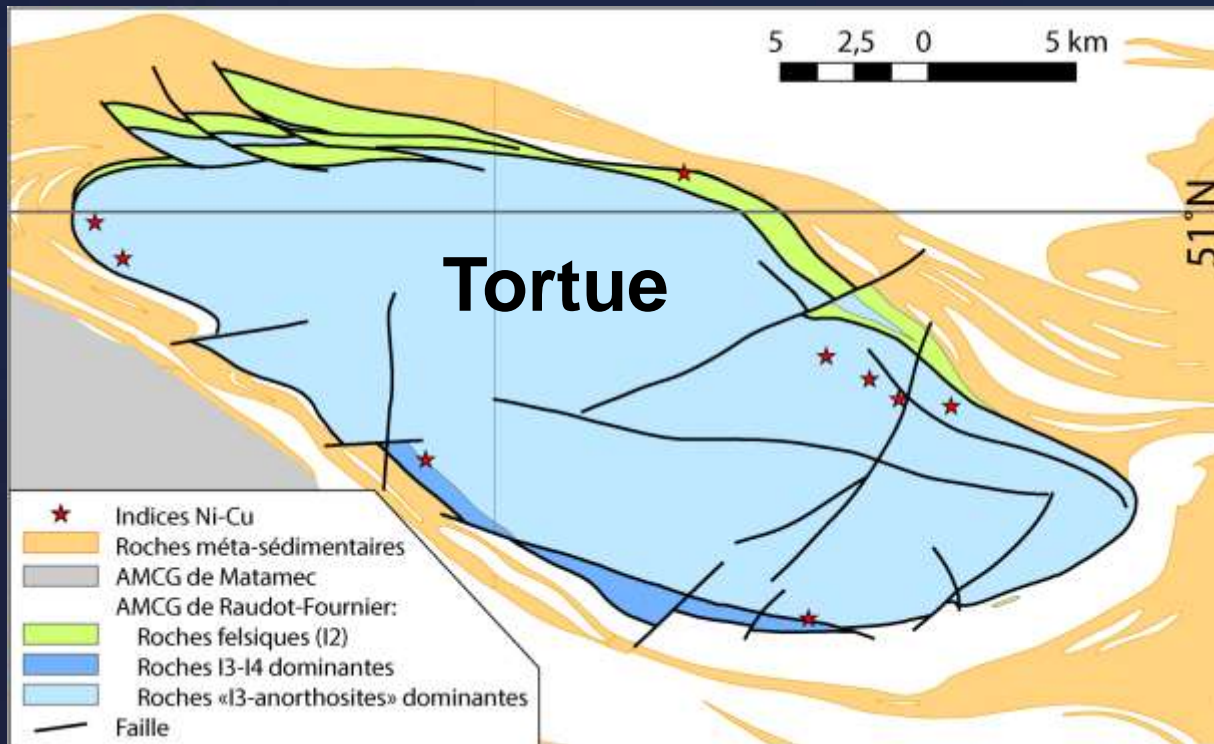 5 2,5 0 5 km
51°N
Tortue
Indices Ni-Cu
Roches méta-sédimentaires
AMCG de Matamec
AMCG de Raudot-Fournier:
Roches felsiques (I2)
Roches I3-I4 dominantes
Roches «I3-anorthosites» dominantes
Faille